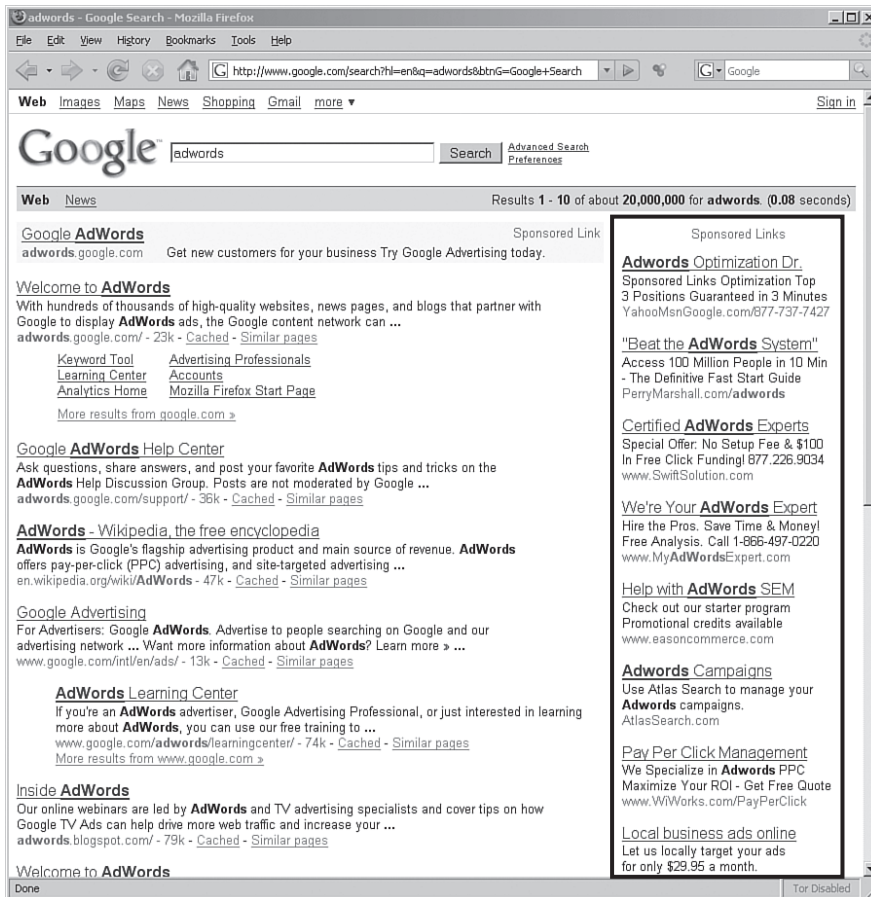 adwords - Google Search - Mozilla Firefox
File Edit View History Bookmarks Tools Help
http://www.google.com/search?hl=en&q=adwords&btnG=Google+Search
G Google
Web Images Maps News Shopping Gmail more ▼
Sign in
Google™
adwords
Search
Advanced Search
Preferences
Web News
Results 1 - 10 of about 20,000,000 for adwords. (0.08 seconds)
Google AdWords
Sponsored Link
adwords.google.com Get new customers for your business Try Google Advertising today.
Welcome to AdWords
With hundreds of thousands of high-quality websites, news pages, and blogs that partner with
Google to display AdWords ads, the Google content network can ...
adwords.google.com/ - 23k - Cached - Similar pages
Keyword Tool Advertising Professionals
Learning Center Accounts
Analytics Home Mozilla Firefox Start Page
More results from google.com »
Google AdWords Help Center
Ask questions, share answers, and post your favorite AdWords tips and tricks on the
AdWords Help Discussion Group. Posts are not moderated by Google ...
adwords.google.com/support/ - 36k - Cached - Similar pages
AdWords - Wikipedia, the free encyclopedia
AdWords is Google's flagship advertising product and main source of revenue. AdWords
offers pay-per-click (PPC) advertising, and site-targeted advertising ...
en.wikipedia.org/wiki/AdWords - 47k - Cached - Similar pages
Google Advertising
For Advertisers: Google AdWords. Advertise to people searching on Google and our
advertising network ... Want more information about AdWords? Learn more » ...
www.google.com/intl/en/ads/ - 13k - Cached - Similar pages
AdWords Learning Center
If you're an AdWords advertiser, Google Advertising Professional, or just interested in learning
more about AdWords, you can use our free training to ...
www.google.com/adwords/learningcenter/ - 74k - Cached - Similar pages
More results from www.google.com »
Inside AdWords
Our online webinars are led by AdWords and TV advertising specialists and cover tips on how
Google TV Ads can help drive more web traffic and increase your ...
adwords.blogspot.com/ - 79k - Cached - Similar pages
Welcome to AdWords
Sponsored Links
Adwords Optimization Dr.
Sponsored Links Optimization Top
3 Positions Guaranteed in 3 Minutes
YahooMsnGoogle.com/877-737-7427
"Beat the AdWords System"
Access 100 Million People in 10 Min
- The Definitive Fast Start Guide
PerryMarshall.com/adwords
Certified AdWords Experts
Special Offer: No Setup Fee & $100
In Free Click Funding! 877.226.9034
www.SwiftSolution.com
We're Your AdWords Expert
Hire the Pros. Save Time & Money!
Free Analysis. Call 1-866-497-0220
www.MyAdWordsExpert.com
Help with AdWords SEM
Check out our starter program
Promotional credits available
www.easoncommerce.com
Adwords Campaigns
Use Atlas Search to manage your
Adwords campaigns.
AtlasSearch.com
Pay Per Click Management
We Specialize in Adwords PPC
Maximize Your ROI - Get Free Quote
www.WiWorks.com/PayPerClick
Local business ads online
Let us locally target your ads
for only $29.95 a month.
Done
Tor Disabled